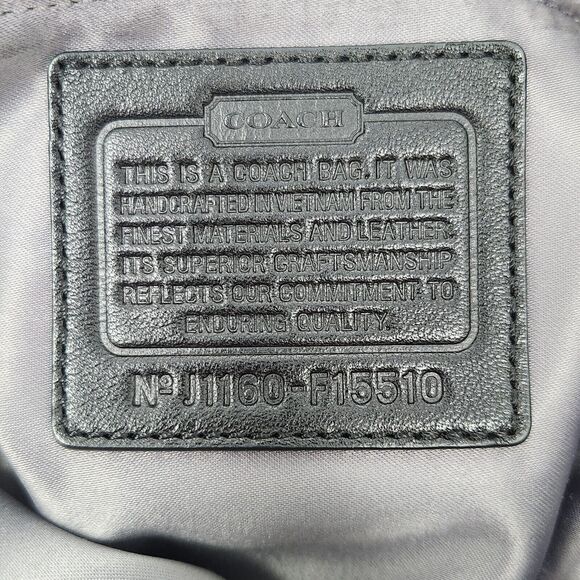 COACH
THIS IS A COACH BAG. IT WAS
HANDCRAFTED IN VIETNAM FROM THE
FINEST MATERIALS AND LEATHER.
ITS SUPERIOR CRAFTSMANSHIP
REFLECTS OUR COMMITMENT TO
ENDURING QUALITY.
Nº J1160-F15510